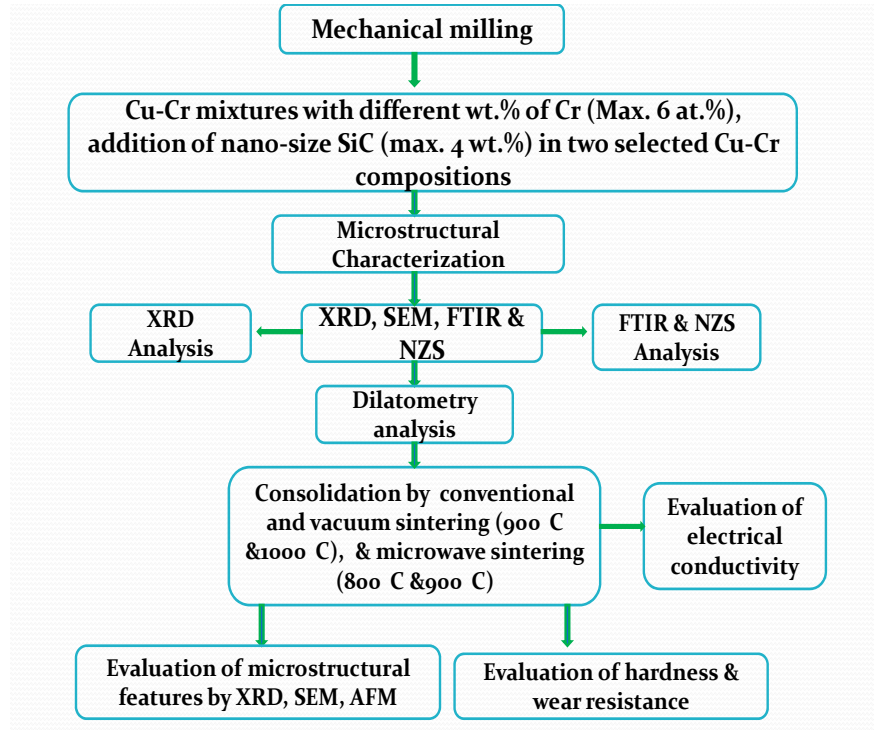 Mechanical milling
Cu-Cr mixtures with different wt.% of Cr (Max. 6 at.%),
addition of nano-size SiC (max. 4 wt.%) in two selected Cu-Cr
compositions
Microstructural
Characterization
XRD
Analysis
XRD, SEM, FTIR &
NZS
FTIR & NZS
Analysis
Dilatometry
analysis
Consolidation by conventional
and vacuum sintering (900 C
&1000 C), & microwave sintering
(800 C &900 C)
Evaluation of
electrical
conductivity
Evaluation of microstructural
features by XRD, SEM, AFM
Evaluation of hardness &
wear resistance